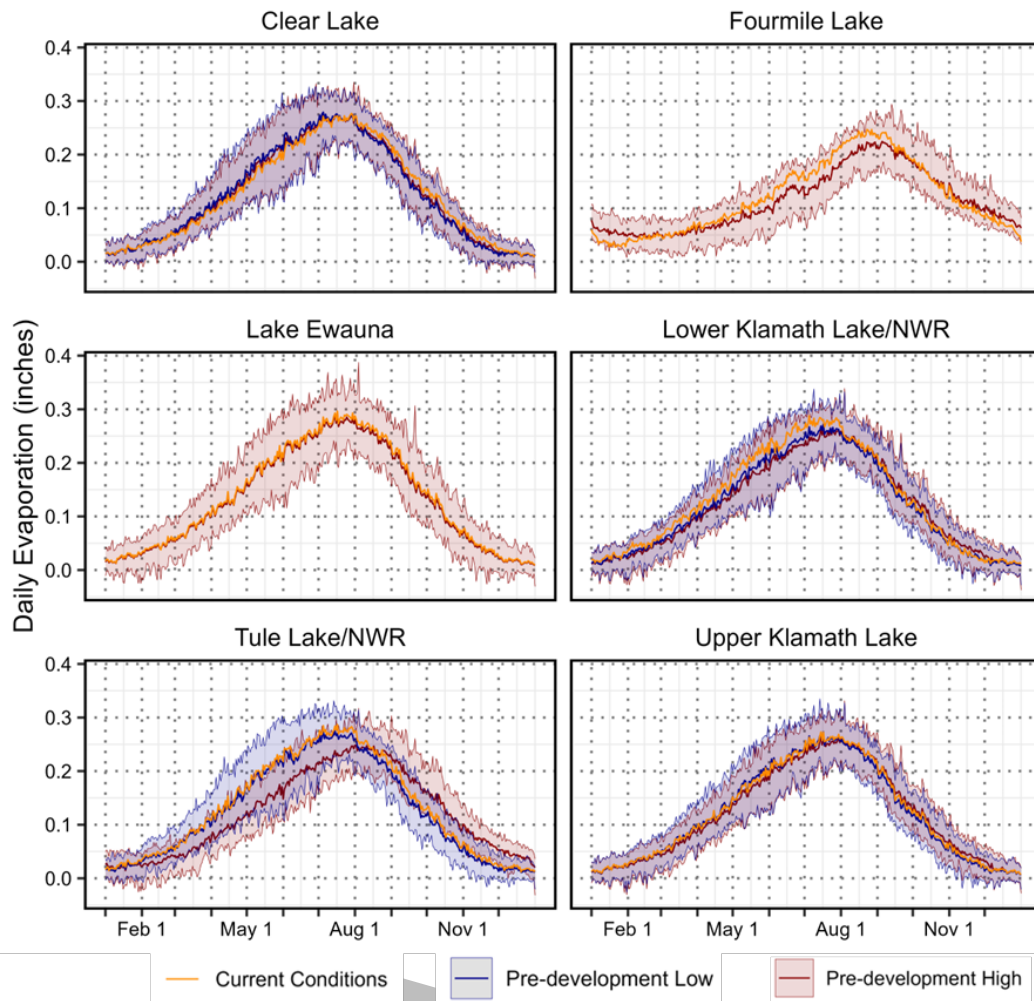 Clear Lake
Fourmile Lake
0.4
0.3
0.2
0.1
0.0
Lake Ewauna
Lower Klamath Lake/NWR
0.4
0.3
0.2
0.1
0.0
Daily Evaporation (inches)
Tule Lake/NWR
Upper Klamath Lake
0.4
0.3
0.2
0.1
0.0
Feb 1 May 1 Aug 1 Nov 1
Feb 1 May 1 Aug 1 Nov 1
Current Conditions
Pre-development Low
Pre-development High